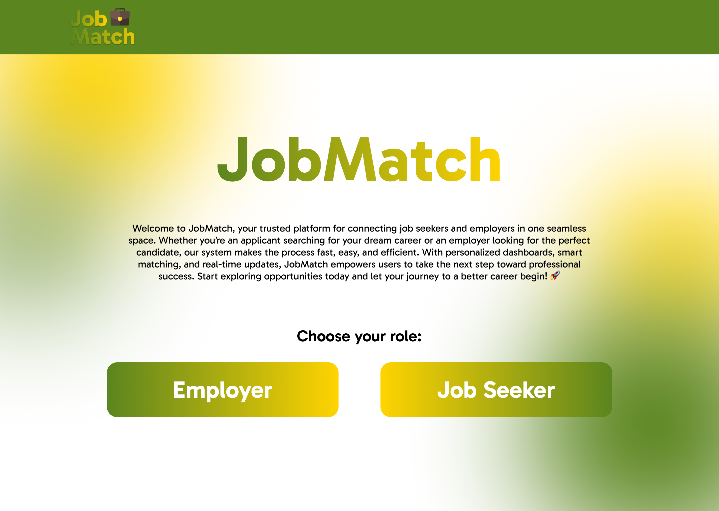 Job
Match
JobMatch
Welcome to JobMatch, your trusted platform for connecting job seekers and employers in one seamless
space. Whether you're an applicant searching for your dream career or an employer looking for the perfect
candidate, our system makes the process fast, easy, and efficient. With personalized dashboards, smart
matching, and real-time updates, JobMatch empowers users to take the next step toward professional
success. Start exploring opportunities today and let your journey to a better career begin! 🚀
Choose your role:
Employer
Job Seeker